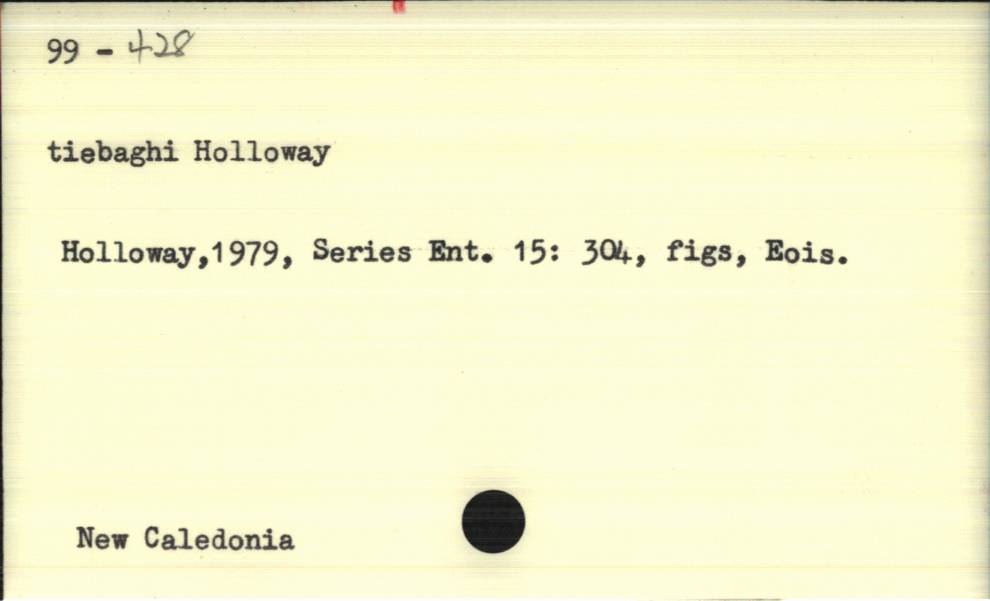 99 - 428
tiebaghi Holloway
Holloway,1979, Series Ent. 15: 304, figs, Eois.
New Caledonia